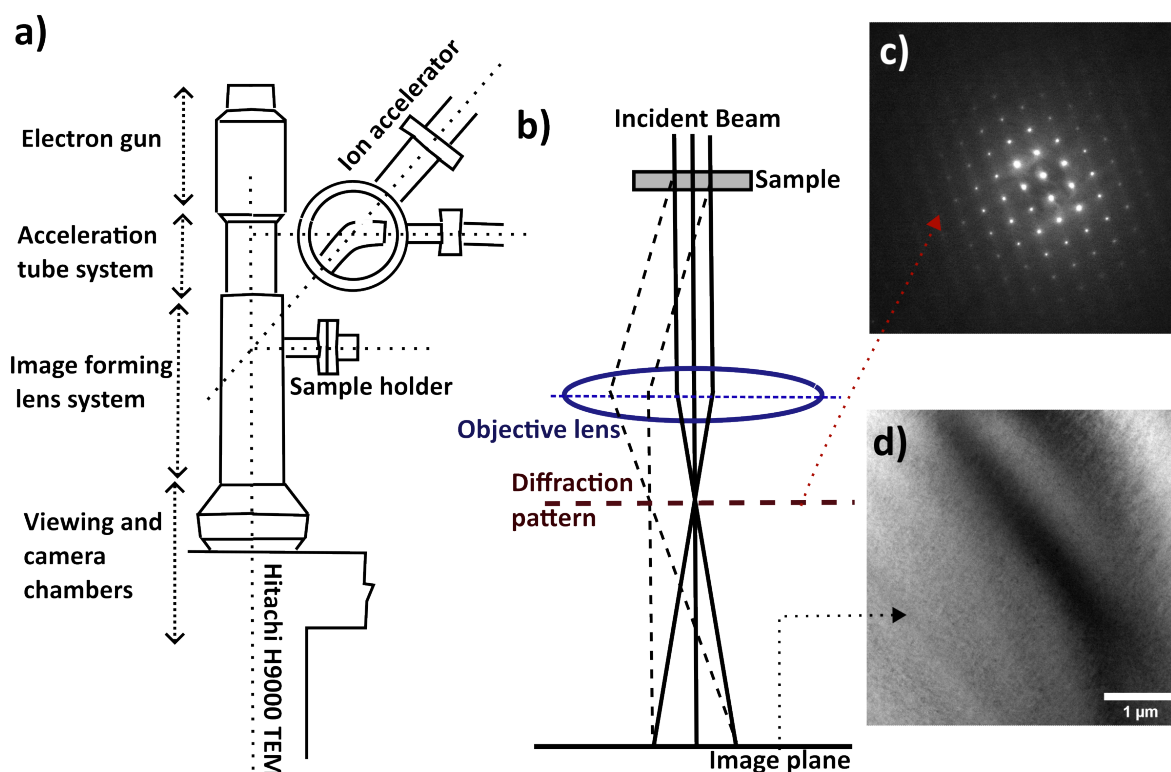 a)
Electron gun
Acceleration
tube system
Image forming
lens system
Viewing and
camera
chambers
Ion accelerator
Sample holder
Hitachi H9000 TEM
b)
Incident Beam
Sample
Objective lens
Diffraction
pattern
Image plane
c)
d)
1 µm